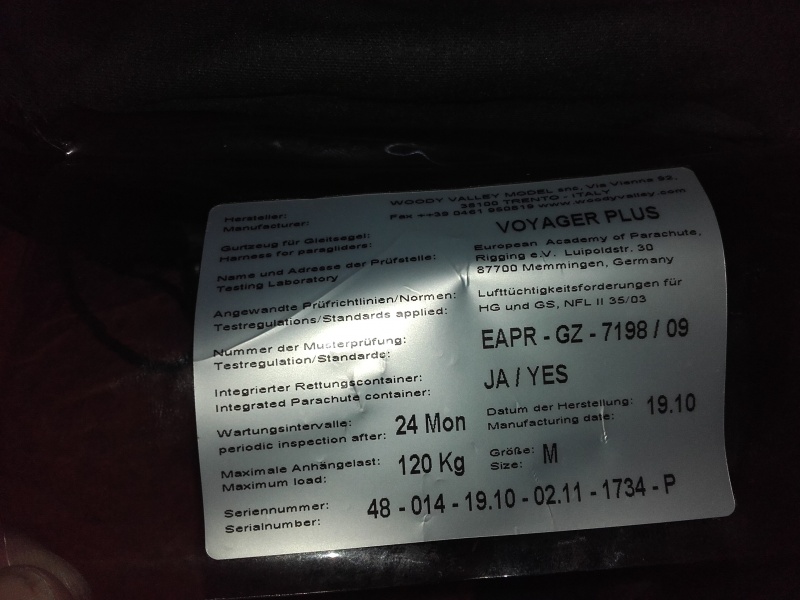 Hersteller: WOODY VALLEY MODEL snc, Via Vienna 92,
Manufacturer: 38100 TRENTO - ITALY
Fax ++39 0461 950819 www.woodyvalley.com
Gurtzeug für Gleitsegel: VOYAGER PLUS
Harness for paragliders:
Name und Adresse der Prüfstelle: European Academy of Parachute,
Testing Laboratory Rigging e.V. Luipoldstr. 30
87700 Memmingen, Germany
Angewandte Prüfrichtlinien/Normen: Lufttüchtigkeitsforderungen für
Testregulations/Standards applied: HG und GS, NFL II 35/03
Nummer der Musterprüfung: EAPR - GZ - 7198 / 09
Testregulation/Standards:
Integrierter Rettungscontainer: JA / YES
Integrated Parachute container:
Wartungsintervalle: 24 Mon Datum der Herstellung: 19.10
periodic inspection after: Manufacturing date:
Maximale Anhängelast: 120 Kg Größe: M
Maximum load: Size:
Seriennummer: 48 - 014 - 19.10 - 02.11 - 1734 - P
Serialnumber: